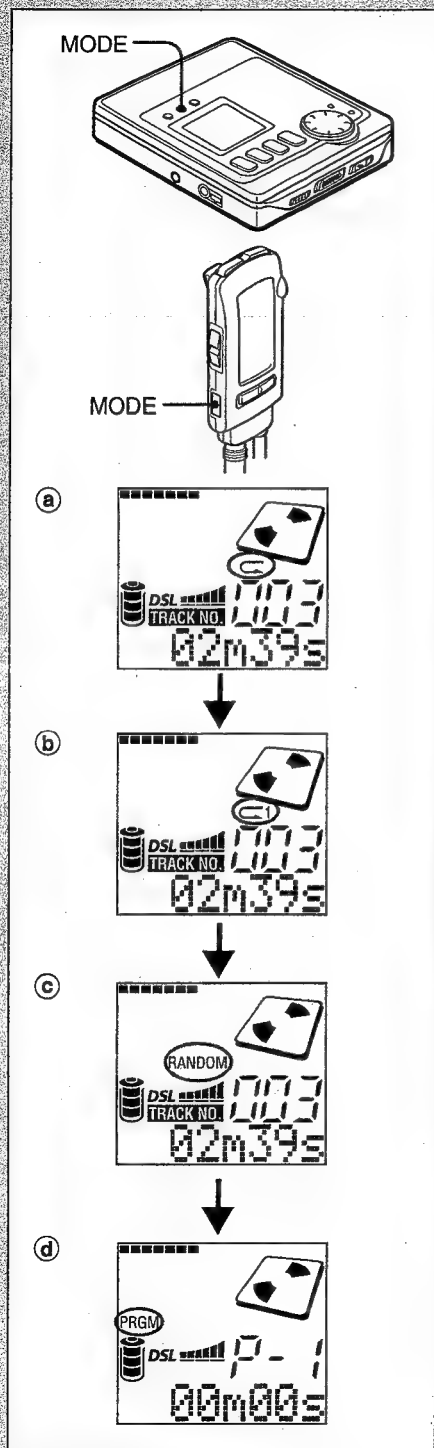 MODE
MODE
a
DSL 003
TRACK NO.
02m39s
b
1
DSL 003
TRACK NO.
02m39s
c
RANDOM
DSL 003
TRACK NO.
02m39s
d
PRGM
DSL P-1
00m00s